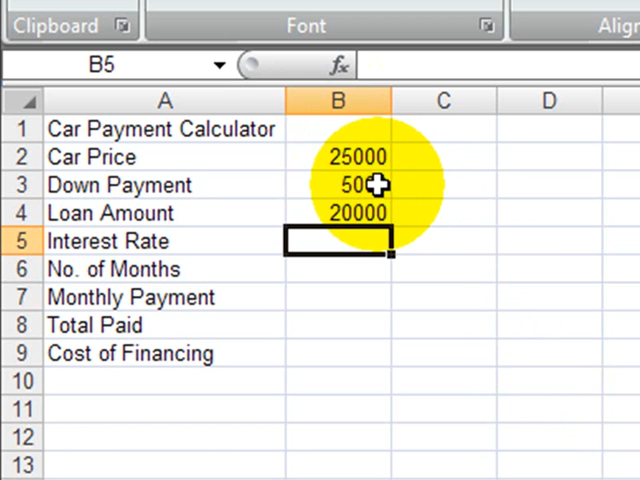 Clipboard Font
B5 fx
A B C D
1 Car Payment Calculator
2 Car Price 25000
3 Down Payment
4 Loan Amount 20000
5 Interest Rate
6 No. of Months
7 Monthly Payment
8 Total Paid
9 Cost of Financing
10
11
12
13